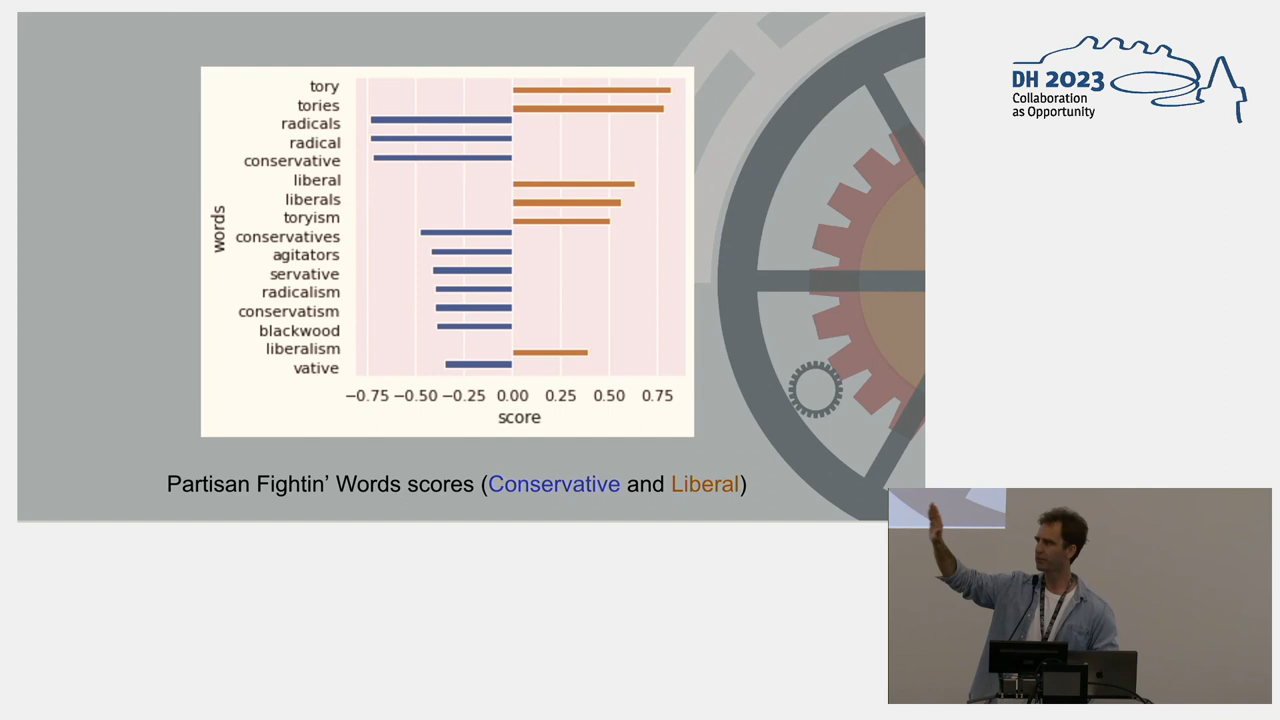 DH 2023
Collaboration
as Opportunity
words
tory
tories
radicals
radical
conservative
liberal
liberals
toryism
conservatives
agitators
servative
radicalism
conservatism
blackwood
liberalism
vative
−0.75 −0.50 −0.25 0.00 0.25 0.50 0.75
score
Partisan Fightin’ Words scores (Conservative and Liberal)